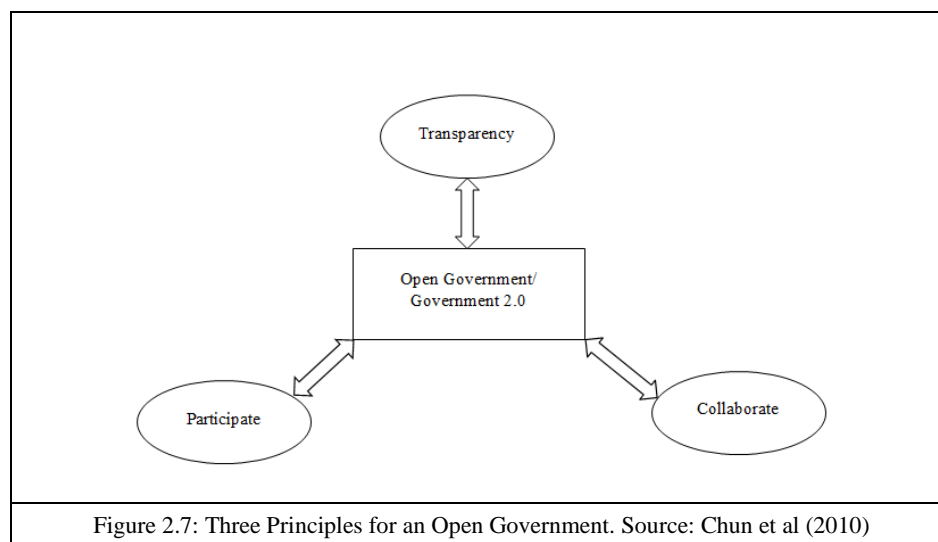 Transparency
Open Government/
Government 2.0
Participate
Collaborate
Figure 2.7: Three Principles for an Open Government. Source: Chun et al (2010)